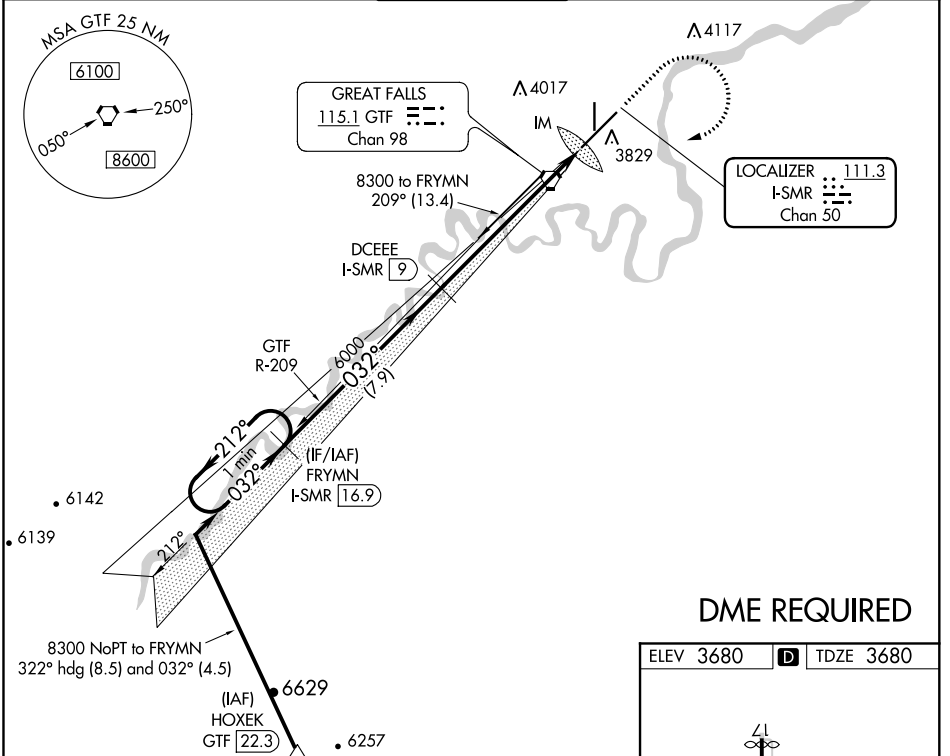 MSA GTF 25 NM
6100
250°
050°
8600
GREAT FALLS
115.1 GTF
Chan 98
4017
4117
IM
3829
LOCALIZER 111.3
I-SMR
Chan 50
8300 to FRYMN
209° (13.4)
DCEEE
I-SMR 9
GTF
R-209
6000
032°
(7.9)
212°
1 min
032°
(IF/IAF)
FRYMN
I-SMR 16.9
6142
6139
212°
8300 NoPT to FRYMN
322° hdg (8.5) and 032° (4.5)
6629
(IAF)
HOXEK
GTF 22.3
6257
DME REQUIRED
ELEV 3680 D TDZE 3680
17